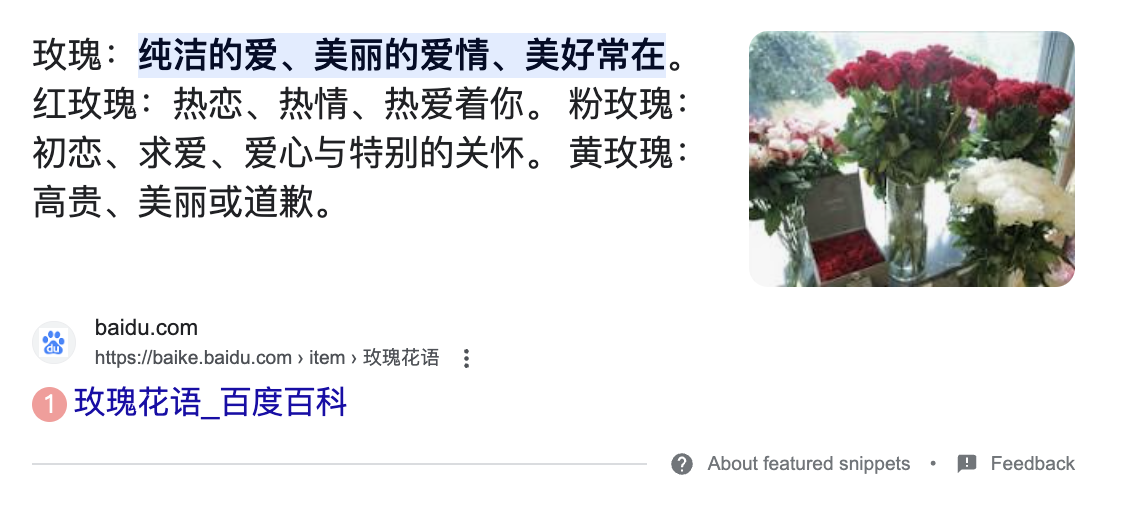 玫瑰：纯洁的爱、美丽的爱情、美好常在。
红玫瑰：热恋、热情、热爱着你。 粉玫瑰：
初恋、求爱、爱心与特别的关怀。 黄玫瑰：
高贵、美丽或道歉。
baidu.com
https://baike.baidu.com › item › 玫瑰花语
1 玫瑰花语_百度百科
About featured snippets • Feedback